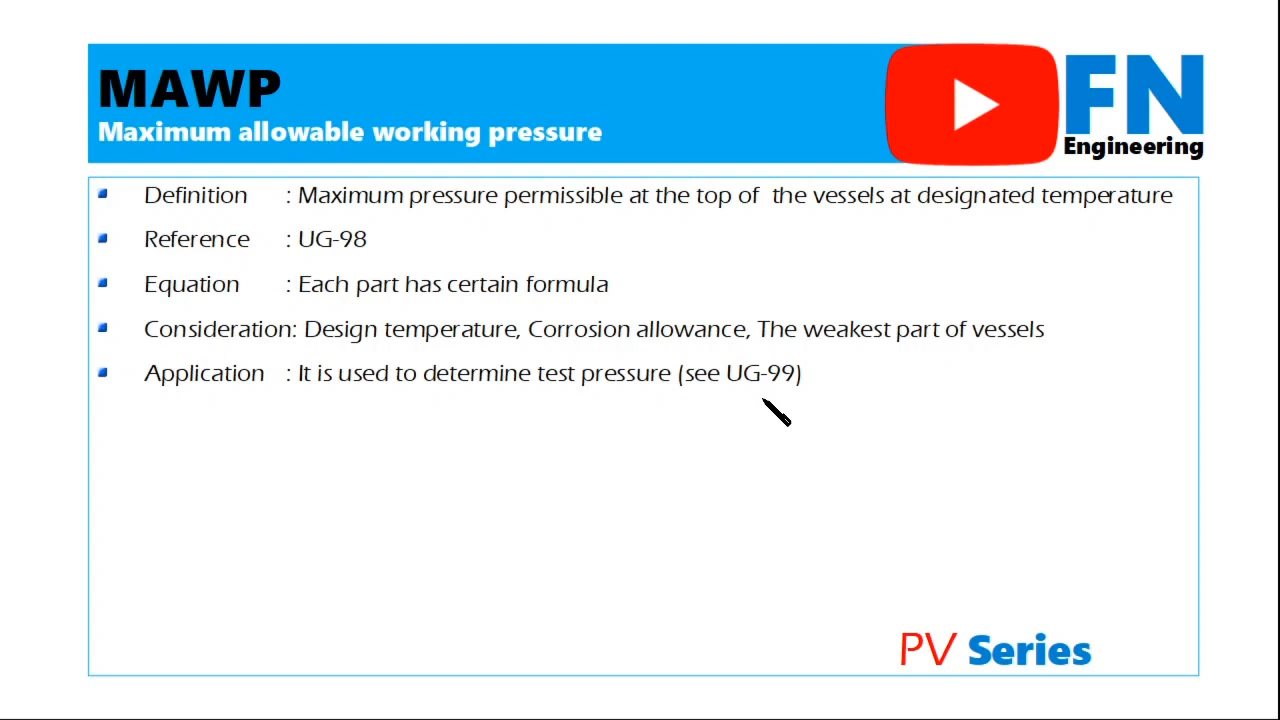 MAWP
Maximum allowable working pressure
FN
Engineering
Definition : Maximum pressure permissible at the top of the vessels at designated temperature
Reference : UG-98
Equation : Each part has certain formula
Consideration: Design temperature, Corrosion allowance, The weakest part of vessels
Application : It is used to determine test pressure (see UG-99)
PV Series